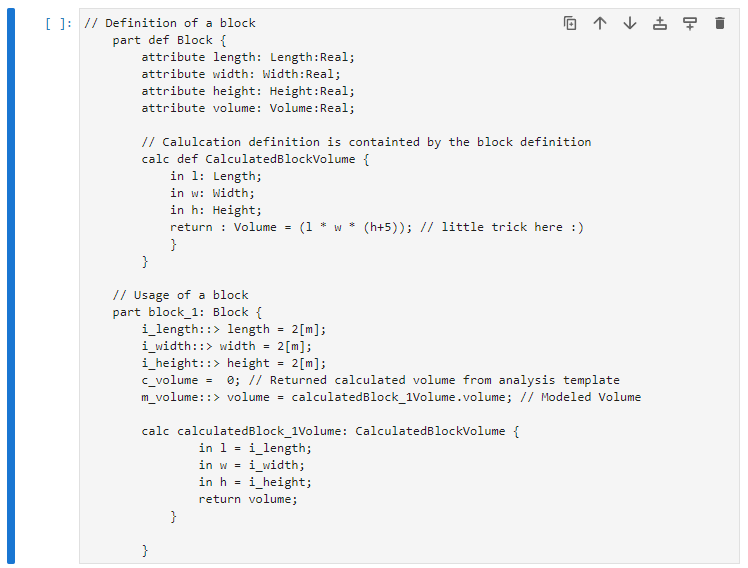 [ ]: // Definition of a block
part def Block {
attribute length: Length:Real;
attribute width: Width:Real;
attribute height: Height:Real;
attribute volume: Volume:Real;
// Calulcation definition is containted by the block definition
calc def CalculatedBlockVolume {
in l: Length;
in w: Width;
in h: Height;
return : Volume = (l * w * (h+5)); // little trick here :)
}
}
// Usage of a block
part block_1: Block {
i_length::> length = 2[m];
i_width::> width = 2[m];
i_height::> height = 2[m];
c_volume =  0; // Returned calculated volume from analysis template
m_volume::> volume = calculatedBlock_1Volume.volume; // Modeled Volume
calc calculatedBlock_1Volume: CalculatedBlockVolume {
in l = i_length;
in w = i_width;
in h = i_height;
return volume;
}
}